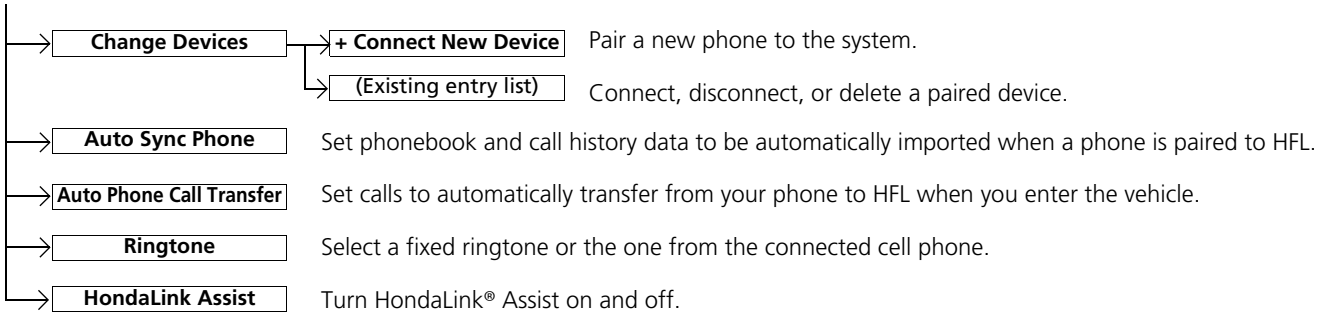 Change Devices
+ Connect New Device
Pair a new phone to the system.
(Existing entry list)
Connect, disconnect, or delete a paired device.
Auto Sync Phone
Set phonebook and call history data to be automatically imported when a phone is paired to HFL.
Auto Phone Call Transfer
Set calls to automatically transfer from your phone to HFL when you enter the vehicle.
Ringtone
Select a fixed ringtone or the one from the connected cell phone.
HondaLink Assist
Turn HondaLink® Assist on and off.